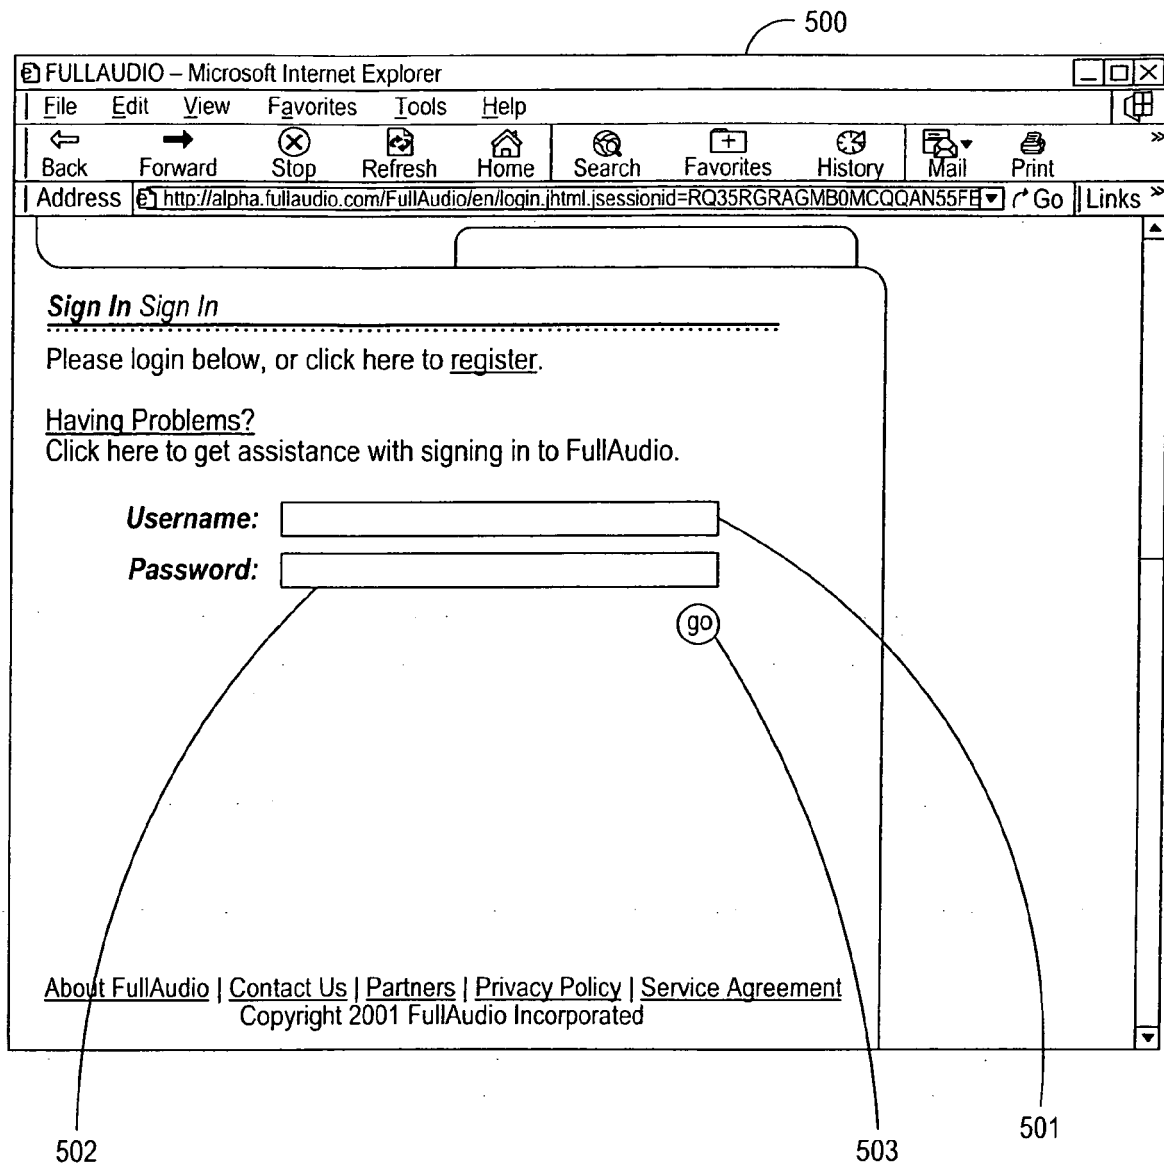 500
FULLAUDIO – Microsoft Internet Explorer
File Edit View Favorites Tools Help
Back Forward Stop Refresh Home Search Favorites History Mail Print »
Address http://alpha.fullaudio.com/FullAudio/en/login.jhtml.jsessionid=RQ35RGRAGMB0MCQQAN55FE Go Links »
Sign In Sign In
Please login below, or click here to register.
Having Problems?
Click here to get assistance with signing in to FullAudio.
Username:
Password:
go
About FullAudio | Contact Us | Partners | Privacy Policy | Service Agreement
Copyright 2001 FullAudio Incorporated
502 503 501